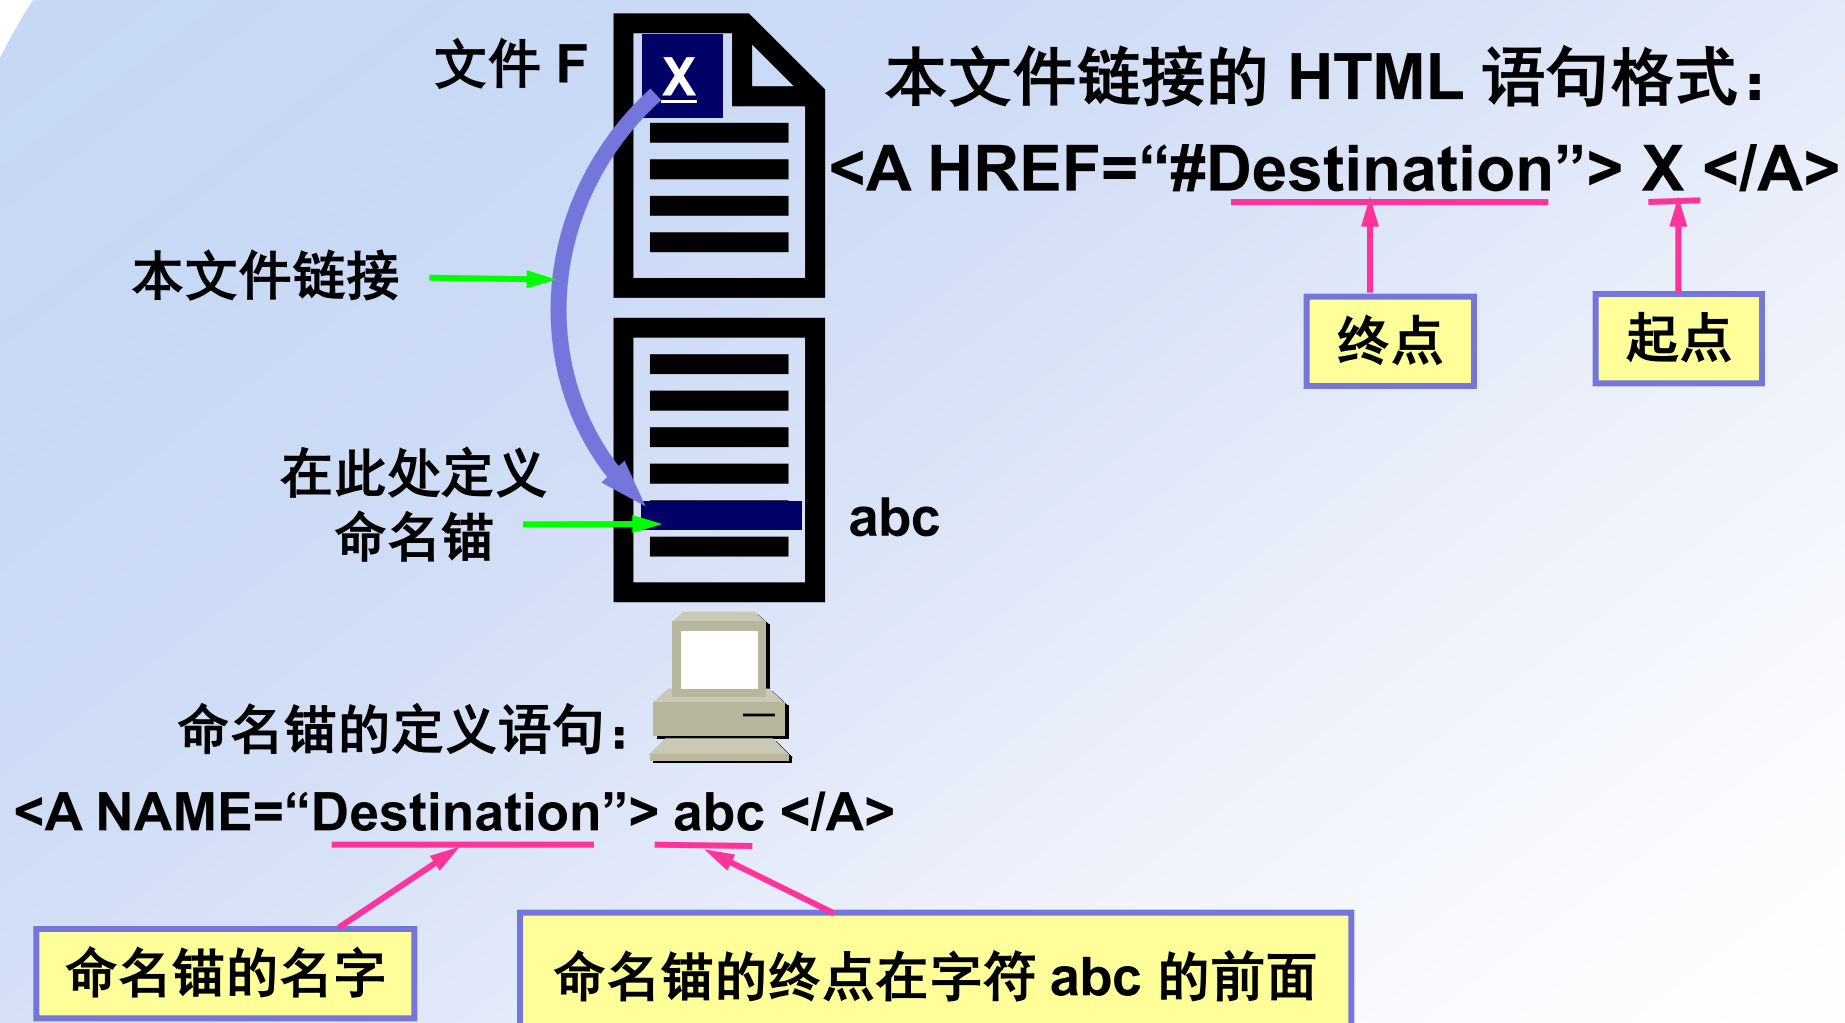 文件 F
X
本文件链接的 HTML 语句格式：
<A HREF=“#Destination”> X </A>
终点
起点
本文件链接
在此处定义
命名锚
abc
命名锚的定义语句：
<A NAME=“Destination”> abc </A>
命名锚的名字
命名锚的终点在字符 abc 的前面